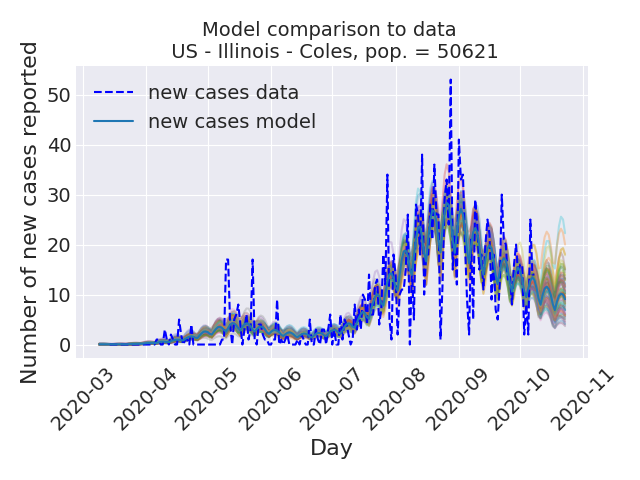 Model comparison to data
US - Illinois - Coles, pop. = 50621
Number of new cases reported
50
40
30
20
10
0
new cases data
new cases model
2020-03
2020-04
2020-05
2020-06
2020-07
2020-08
2020-09
2020-10
2020-11
Day